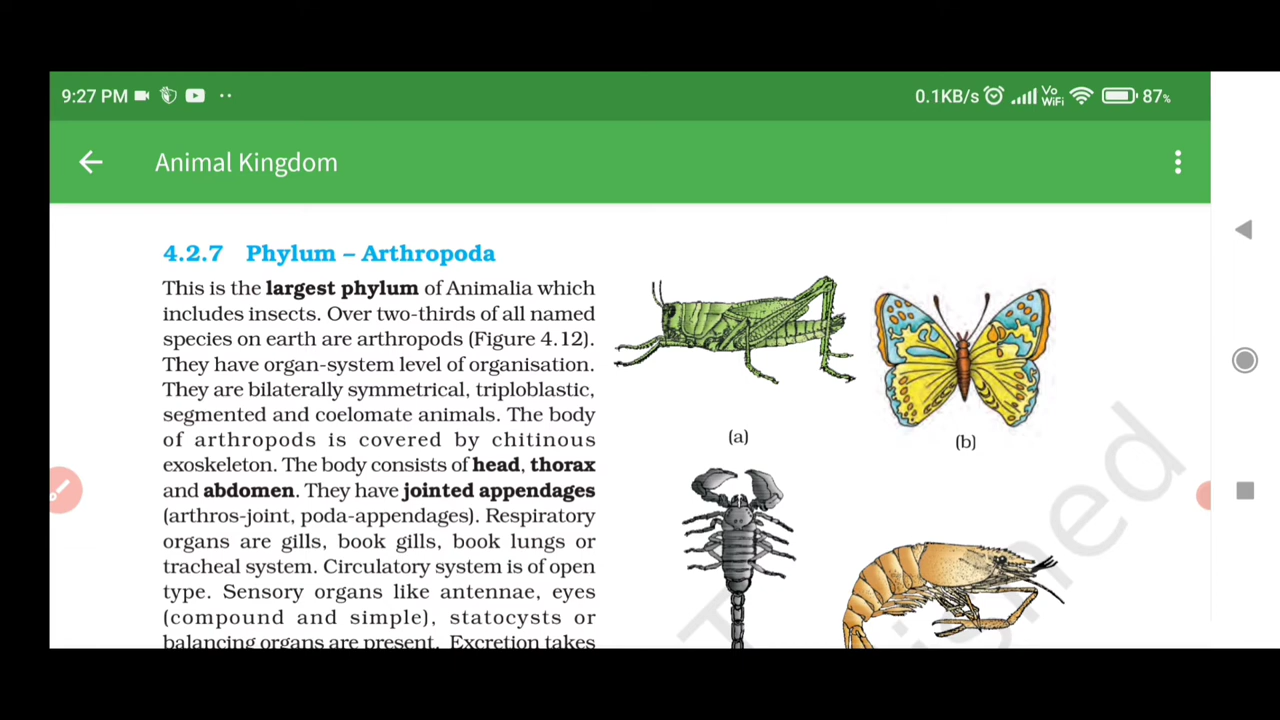 9:27 PM
0.1KB/s Vo WiFi 87%
Animal Kingdom
4.2.7 Phylum – Arthropoda
This is the largest phylum of Animalia which
includes insects. Over two-thirds of all named
species on earth are arthropods (Figure 4.12).
They have organ-system level of organisation.
They are bilaterally symmetrical, triploblastic,
segmented and coelomate animals. The body
of arthropods is covered by chitinous
exoskeleton. The body consists of head, thorax
and abdomen. They have jointed appendages
(arthros-joint, poda-appendages). Respiratory
organs are gills, book gills, book lungs or
tracheal system. Circulatory system is of open
type. Sensory organs like antennae, eyes
(compound and simple), statocysts or
balancing organs are present. Excretion takes
(a)
(b)